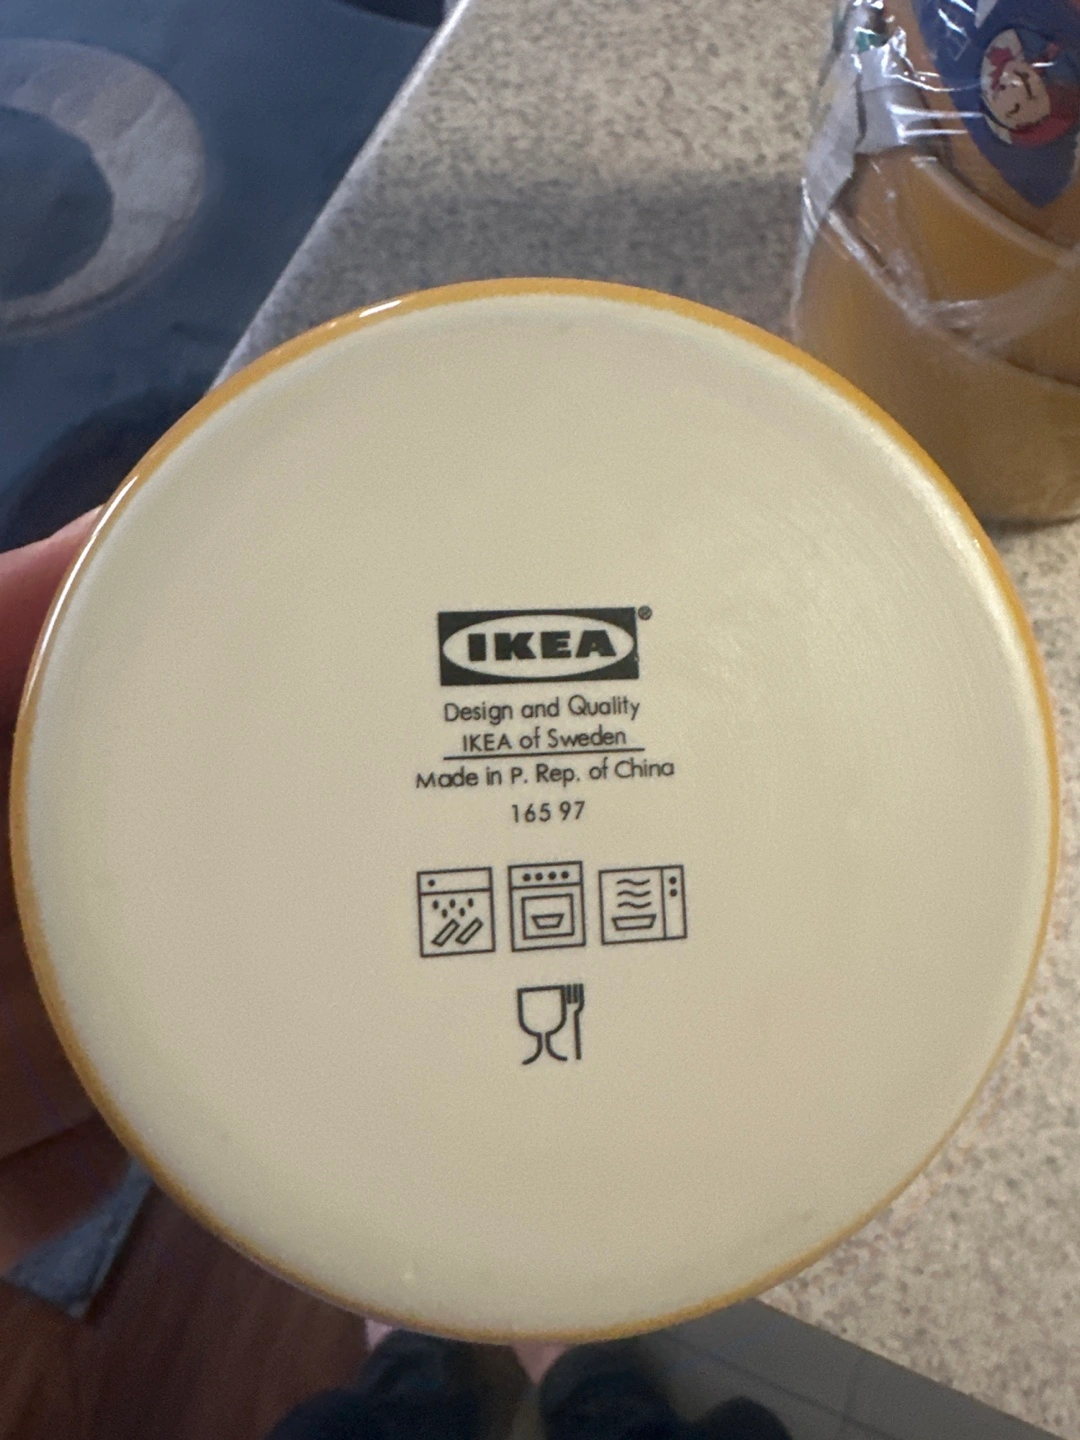 IKEA®
Design and Quality
IKEA of Sweden
Made in P. Rep. of China
165 97